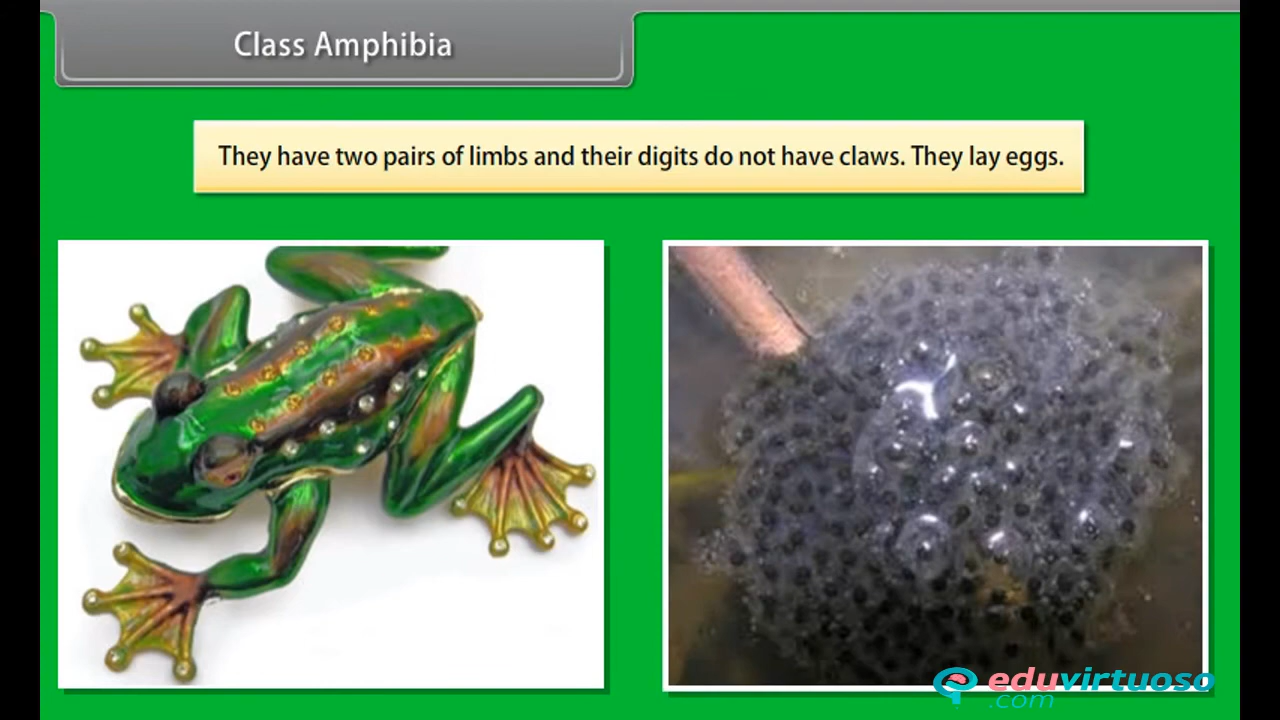 Class Amphibia
They have two pairs of limbs and their digits do not have claws. They lay eggs.
eduvirtuoso
.com